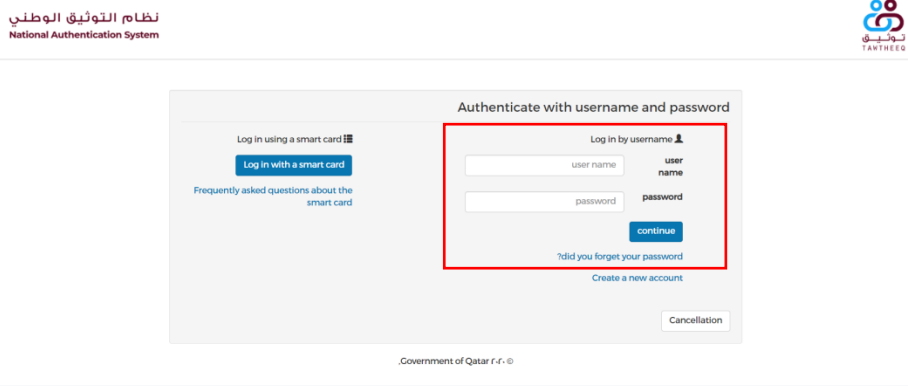 نظام التوثيق الوطني
National Authentication System
توثيق
TAWTHEEQ
Authenticate with username and password
Log in by username
user name
user
name
password
password
continue
?did you forget your password
Create a new account
Log in using a smart card
Log in with a smart card
Frequently asked questions about the
smart card
Cancellation
,Government of Qatar ٢٠٢٠ ©